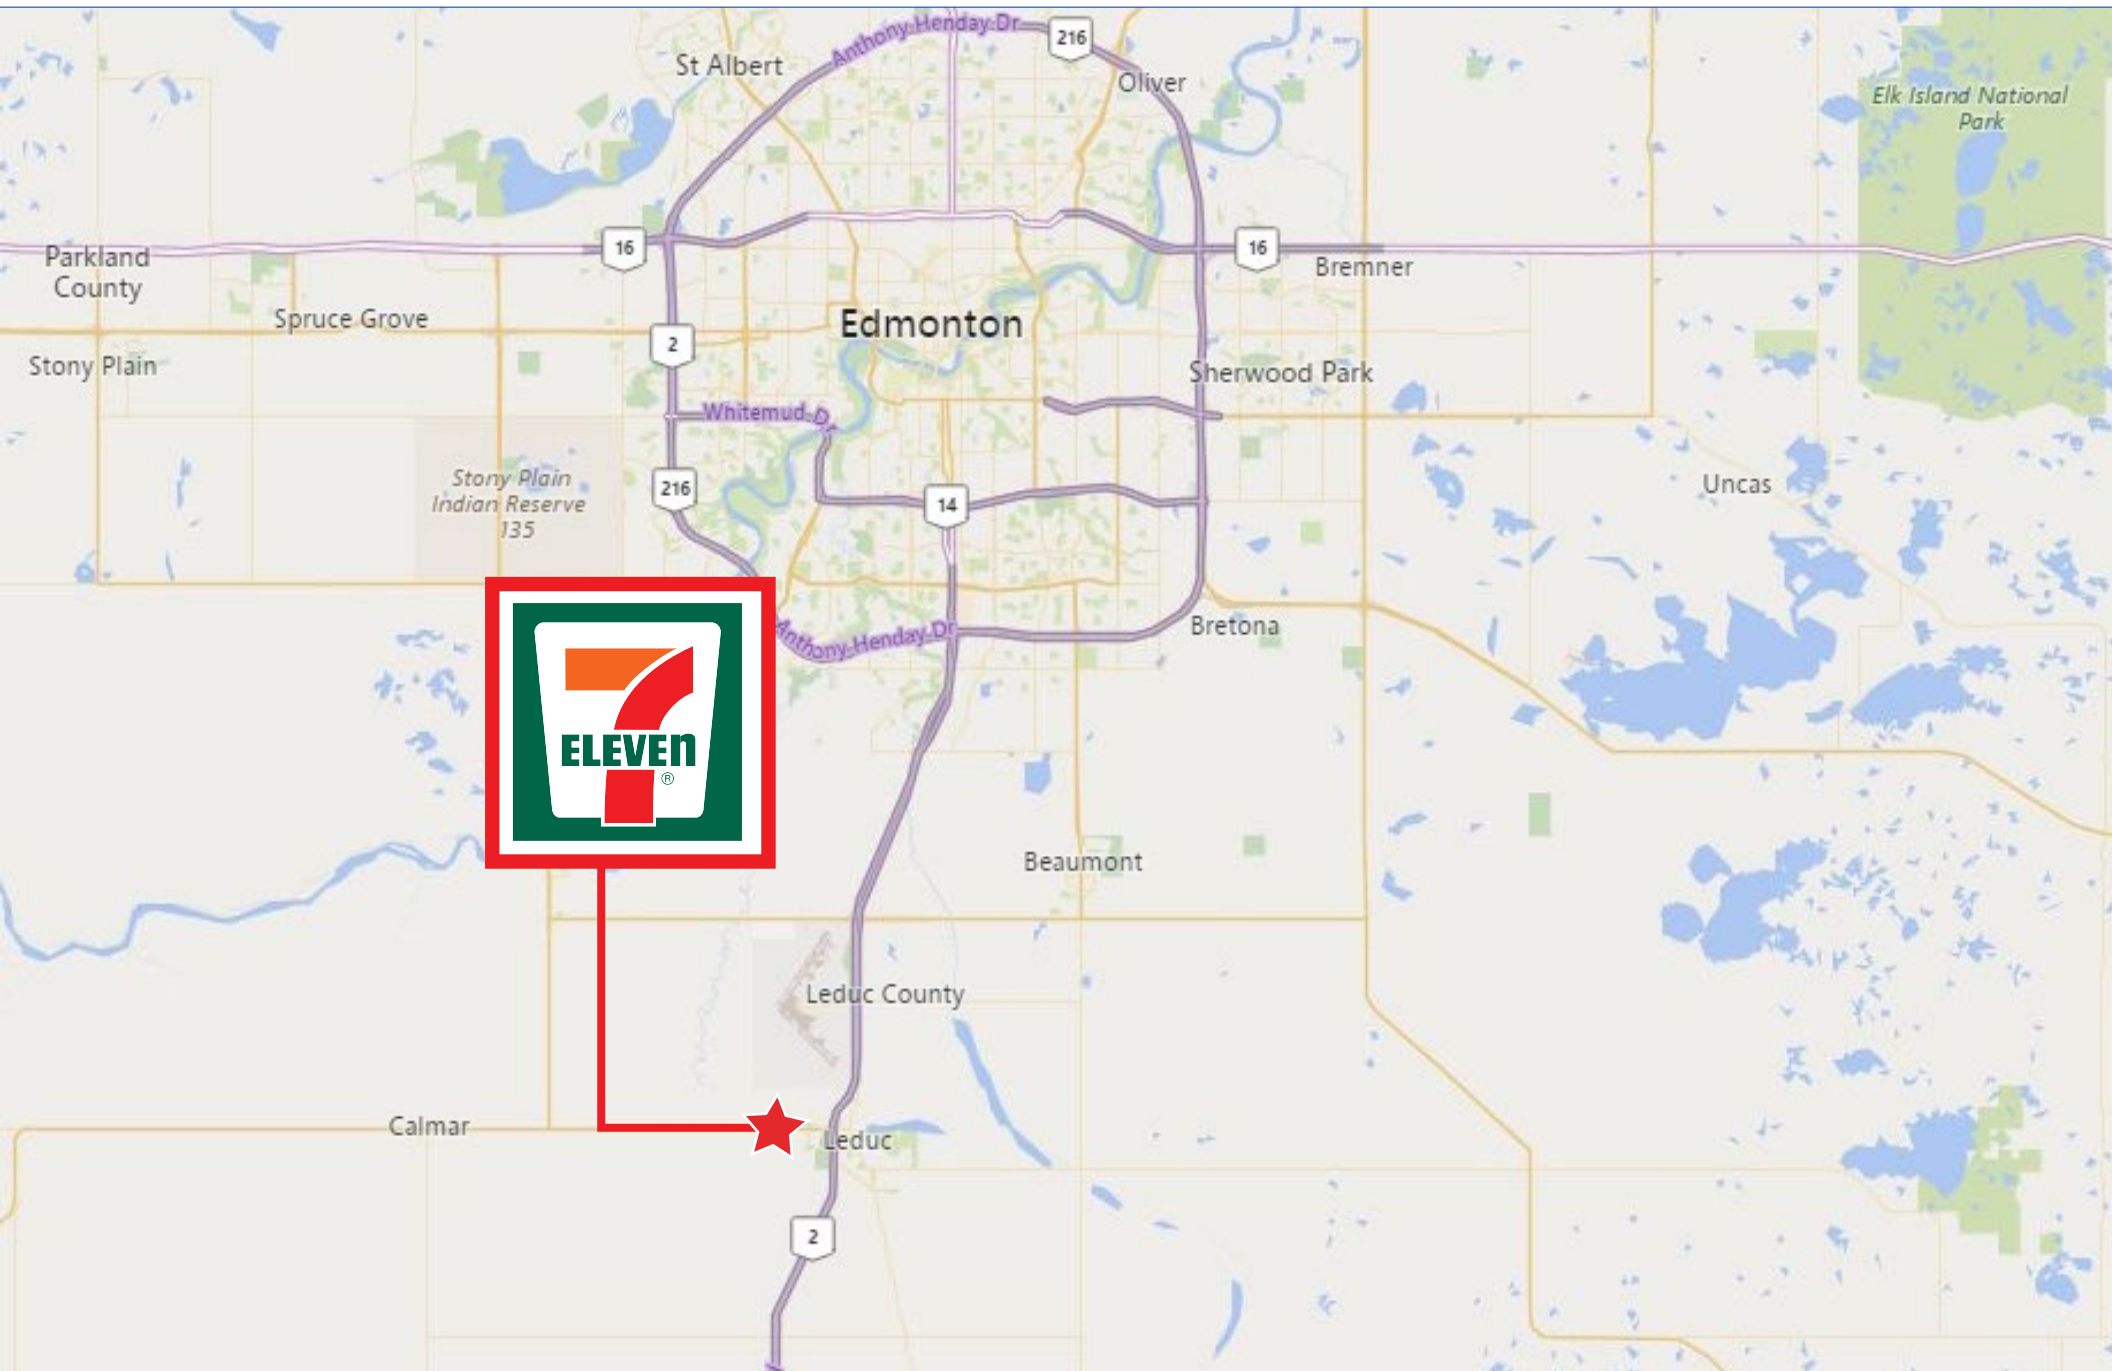 Anthony Henday Dr
216
St Albert
Oliver
Elk Island National
Park
Parkland
County
16
16
Bremner
Spruce Grove
Edmonton
2
Stony Plain
Sherwood Park
Whitemud Dr
Stony Plain
Indian Reserve
135
216
14
Uncas
Anthony Henday Dr
Bretona
7
ELEVEn
®
Beaumont
Leduc County
Calmar
Leduc
2